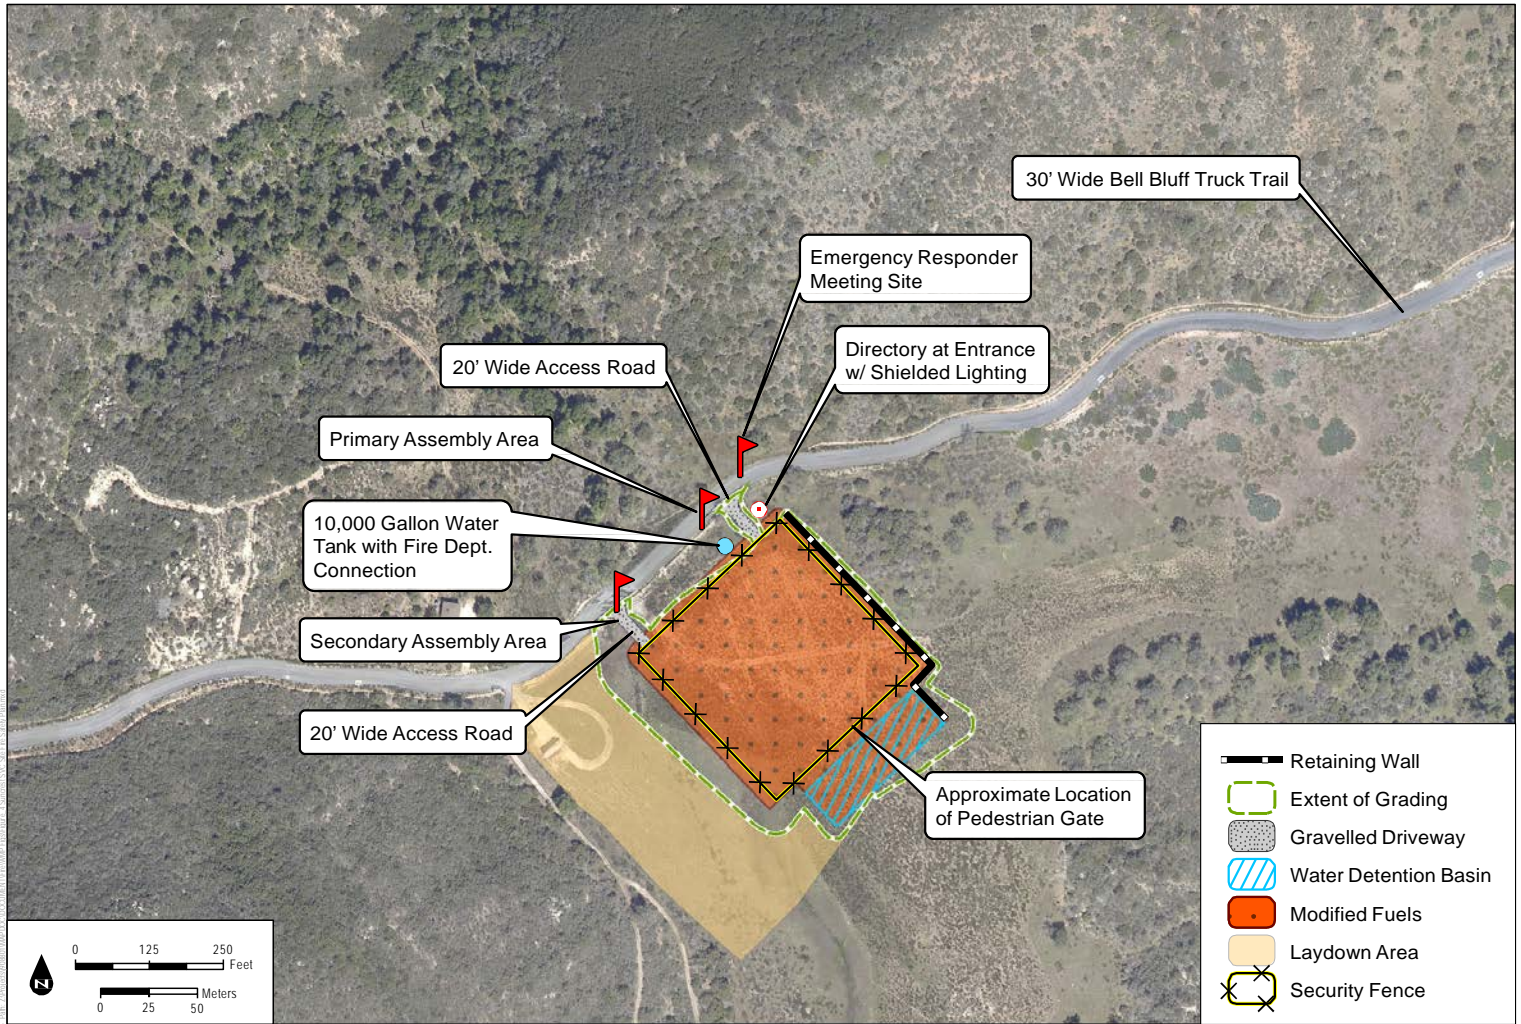 30’ Wide Bell Bluff Truck Trail
Emergency Responder
Meeting Site
Directory at Entrance
w/ Shielded Lighting
20’ Wide Access Road
Primary Assembly Area
10,000 Gallon Water
Tank with Fire Dept.
Connection
Secondary Assembly Area
20’ Wide Access Road
Approximate Location
of Pedestrian Gate
Retaining Wall
Extent of Grading
Gravelled Driveway
Water Detention Basin
Modified Fuels
Laydown Area
Security Fence
N
0 125 250
Feet
Meters
0 25 50